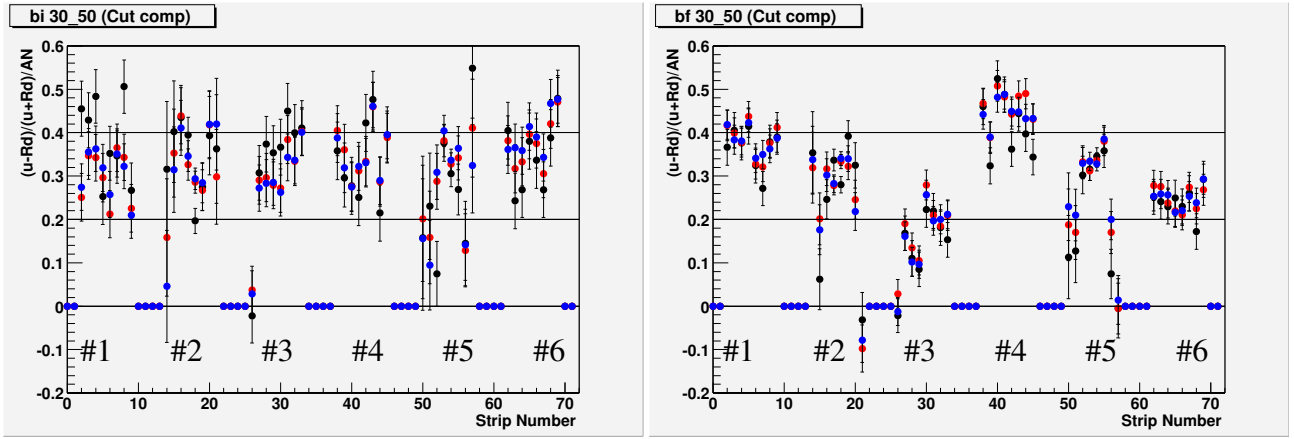 bi 30_50 (Cut comp)
(u-Rd)/(u+Rd)/AN
0.6
0.5
0.4
0.3
0.2
0.1
0
-0.1
-0.2
#1 #2 #3 #4 #5 #6
0 10 20 30 40 50 60 70
Strip Number
bf 30_50 (Cut comp)
(u-Rd)/(u+Rd)/AN
0.6
0.5
0.4
0.3
0.2
0.1
0
-0.1
-0.2
#1 #2 #3 #4 #5 #6
0 10 20 30 40 50 60 70
Strip Number